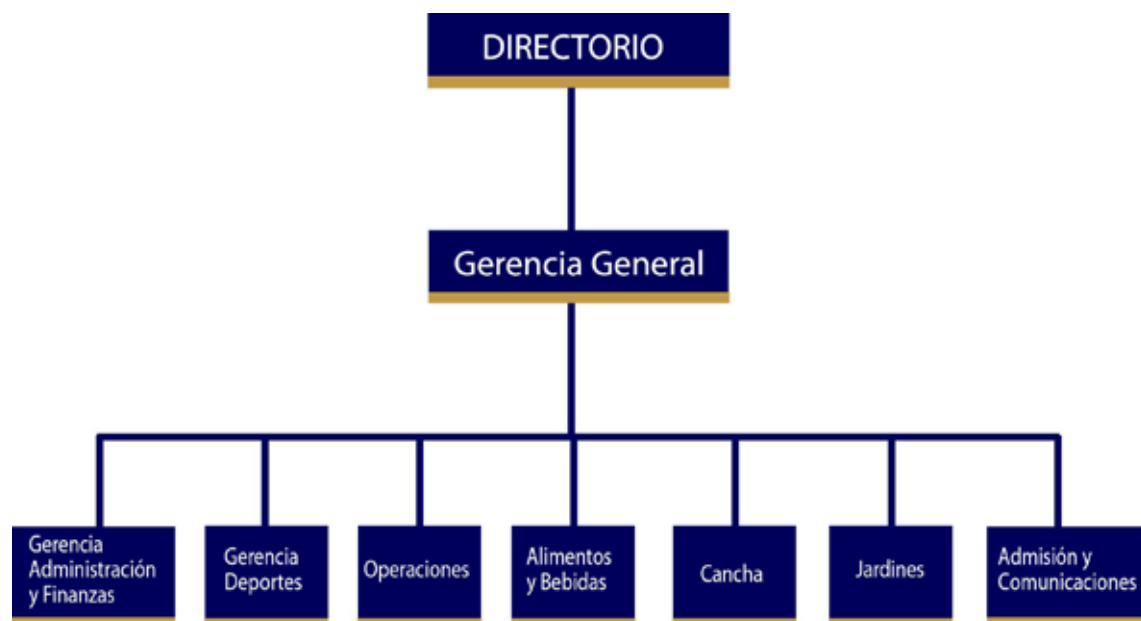 DIRECTORIO
Gerencia General
Gerencia
Administración
y Finanzas
Gerencia
Deportes
Operaciones
Alimentos
y Bebidas
Cancha
Jardines
Admisión y
Comunicaciones